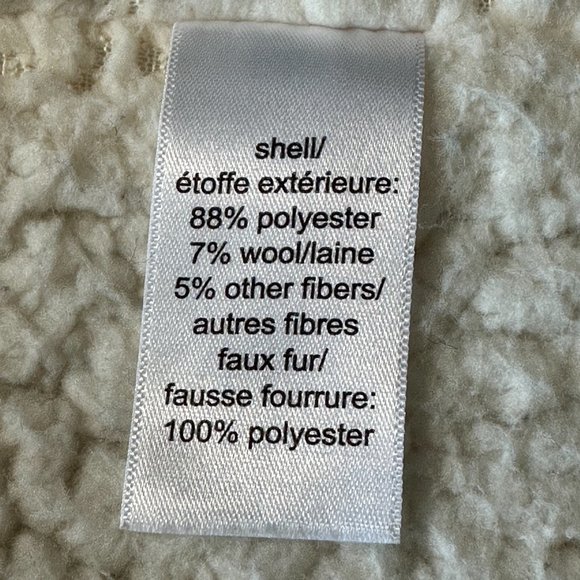 shell/
étoffe extérieure:
88% polyester
7% wool/laine
5% other fibers/
autres fibres
faux fur/
fausse fourrure:
100% polyester